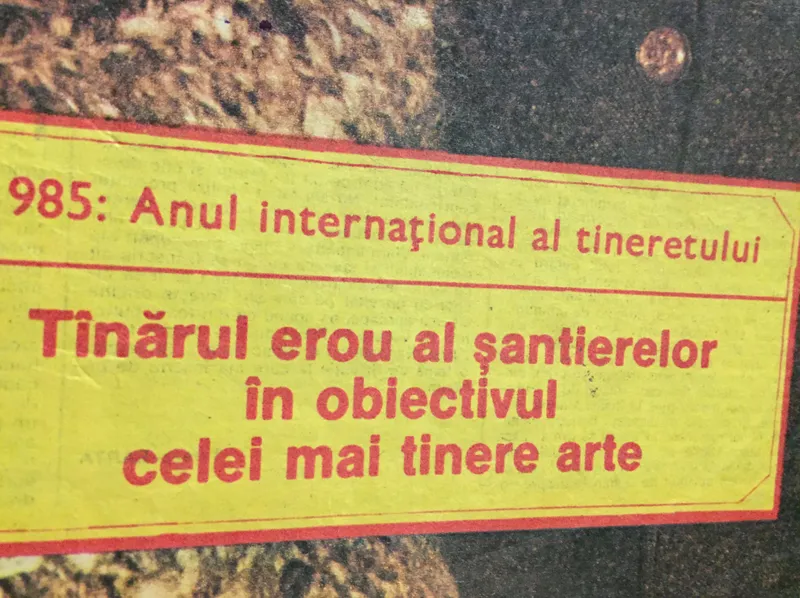 985: Anul internaţional al tineretului
Tînărul erou al şantierelor
în obiectivul
celei mai tinere arte